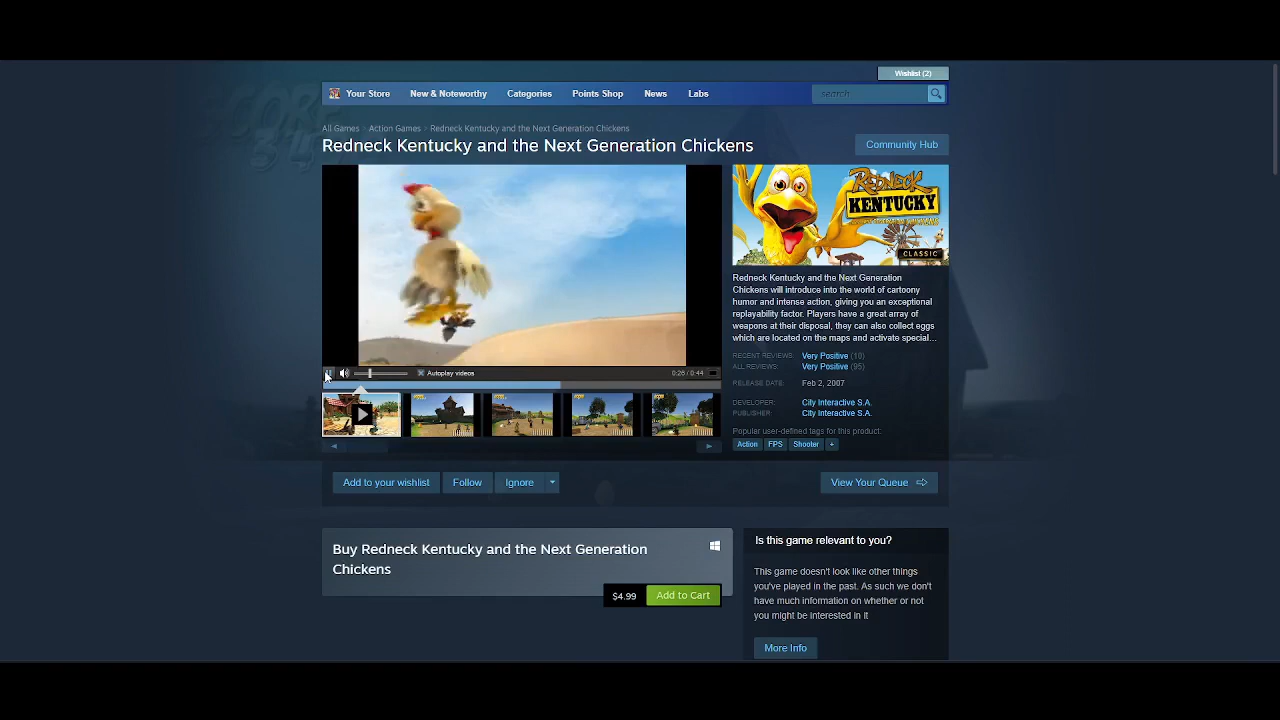 Wishlist (2)
Your Store
New & Noteworthy
Categories
Points Shop
News
Labs
search
All Games > Action Games > Redneck Kentucky and the Next Generation Chickens
Redneck Kentucky and the Next Generation Chickens
Community Hub
REDNECK
KENTUCKY
CLASSIC
Redneck Kentucky and the Next Generation
Chickens will introduce into the world of cartoony
humor and intense action, giving you an exceptional
replayability factor. Players have a great array of
weapons at their disposal, they can also collect eggs
which are located on the maps and activate special...
RECENT REVIEWS: Very Positive (10)
ALL REVIEWS: Very Positive (95)
RELEASE DATE: Feb 2, 2007
DEVELOPER: City Interactive S.A.
PUBLISHER: City Interactive S.A.
Popular user-defined tags for this product:
Action FPS Shooter +
Autoplay videos
0:26 / 0:44
Add to your wishlist
Follow
Ignore
View Your Queue
Buy Redneck Kentucky and the Next Generation
Chickens
$4.99
Add to Cart
Is this game relevant to you?
This game doesn't look like other things
you've played in the past. As such we don't
have much information on whether or not
you might be interested in it
More Info